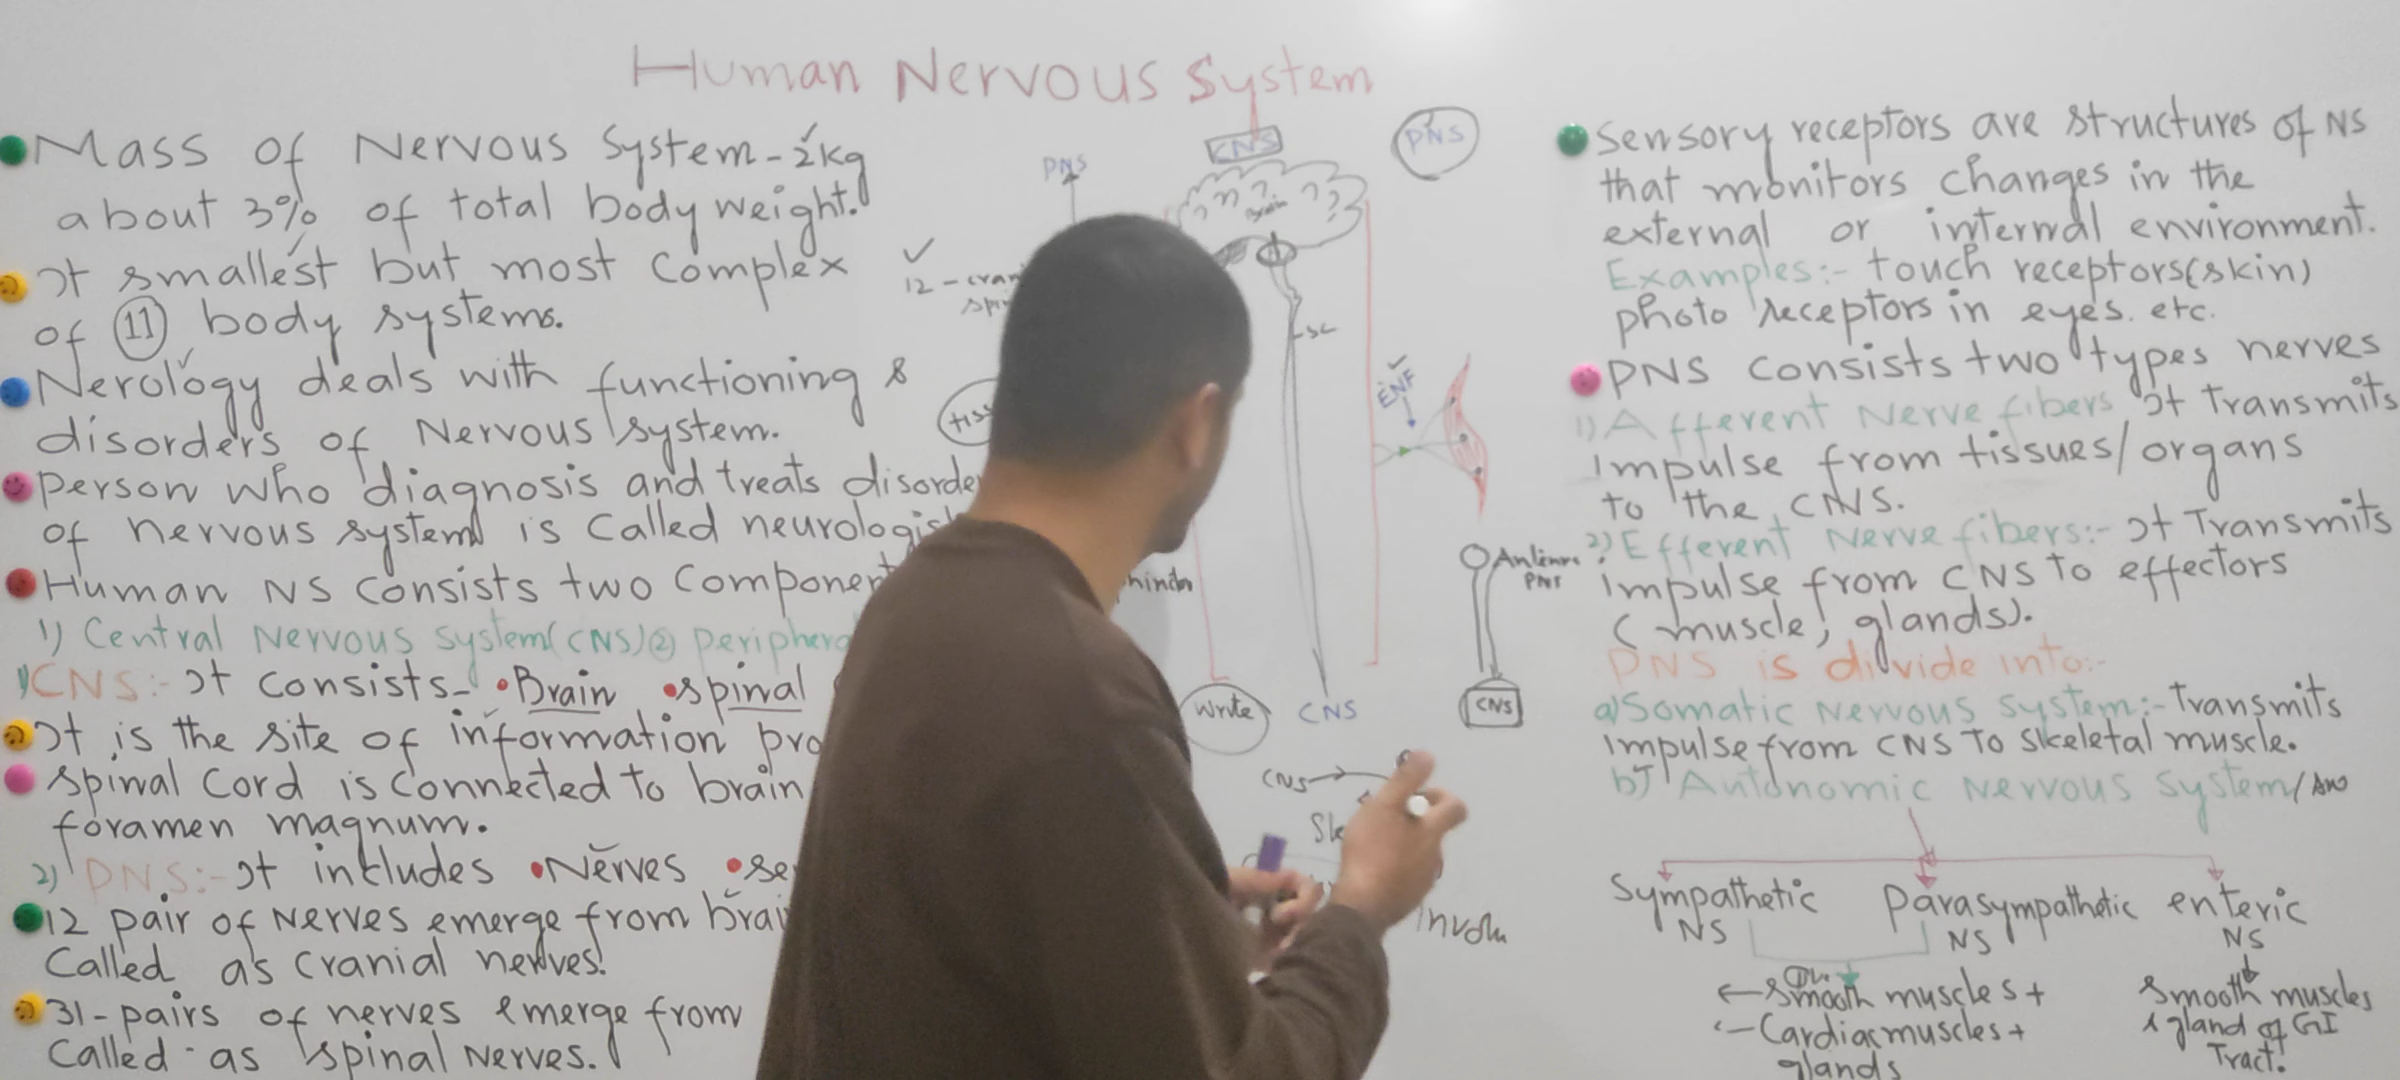 Human Nervous System
Mass of Nervous System - 2kg
about 3% of total body weight.
It smallest but most complex
of 11 body systems.
Nerology deals with functioning &
disorders of Nervous system.
person who diagnosis and treats
of nervous system is called
Human NS consists two
1) Central Nervous System(CNS) 2)
1) CNS:- It consists- •Brain •spinal
It is the site of information
spinal cord is connected to brain
foramen magnum.
2) PNS:- It includes •Nerves
12 pair of Nerves emerge from
Called as cranial nerves.
31-pairs of nerves emerge from
called as spinal Nerves.
PNS
CNS
PNS
Brain
12-
SC
CNS
Write
CNS
PNS
CNS
Sensory receptors are structures of NS
that monitors changes in the
external or internal environment.
Examples:- touch receptors(skin)
photo receptors in eyes. etc.
PNS consists two types nerves
1) Afferent Nerve fibers It Transmits
impulse from tissues/organs
to the CNS.
2) Efferent Nerve fibers:- It Transmits
impulse from CNS to effectors
(muscle, glands).
PNS is divide into:-
a) Somatic Nervous System:- Transmits
impulse from CNS To skeletal muscle.
b) Autonomic Nervous System/
Sympathetic NS
Parasympathetic NS
enteric NS
smooth muscles +
Cardiac muscles +
glands
smooth muscles
& gland of GI
Tract!